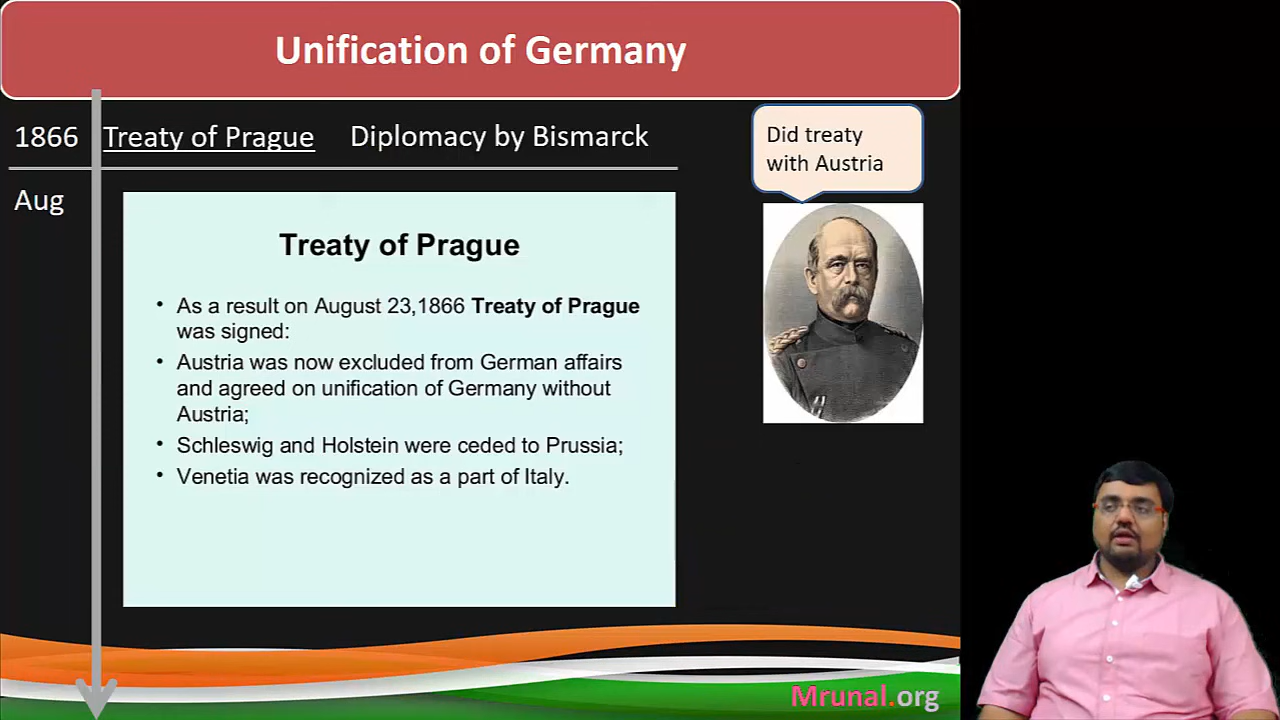 Unification of Germany
1866 Treaty of Prague Diplomacy by Bismarck
Aug
Did treaty
with Austria
Treaty of Prague
• As a result on August 23,1866 Treaty of Prague
was signed:
• Austria was now excluded from German affairs
and agreed on unification of Germany without
Austria;
• Schleswig and Holstein were ceded to Prussia;
• Venetia was recognized as a part of Italy.
Mrunal.org